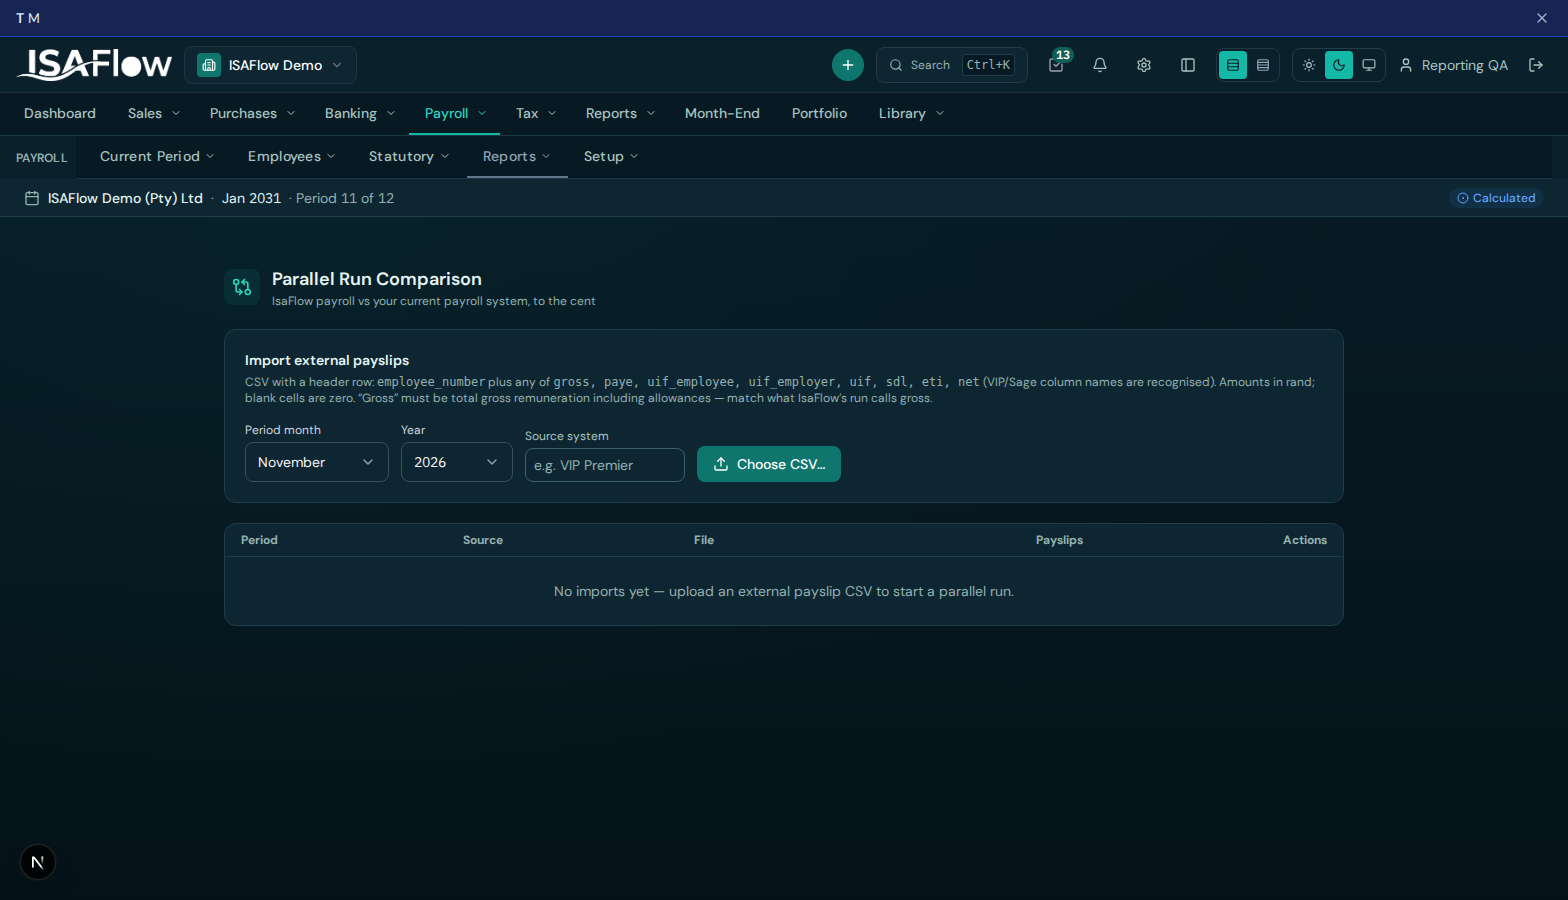 T M
ISAFlow
ISAFlow Demo
Search Ctrl+K
13
Reporting QA
Dashboard Sales Purchases Banking Payroll Tax Reports Month-End Portfolio Library
PAYROLL Current Period Employees Statutory Reports Setup
ISAFlow Demo (Pty) Ltd · Jan 2031 · Period 11 of 12
Calculated
Parallel Run Comparison
IsaFlow payroll vs your current payroll system, to the cent
Import external payslips
CSV with a header row: employee_number plus any of gross, paye, uif_employee, uif_employer, uif, sdl, eti, net (VIP/Sage column names are recognised). Amounts in rand;
blank cells are zero. “Gross” must be total gross remuneration including allowances — match what IsaFlow’s run calls gross.
Period month Year Source system
November 2026 e.g. VIP Premier Choose CSV…
Period Source File Payslips Actions
No imports yet — upload an external payslip CSV to start a parallel run.
N